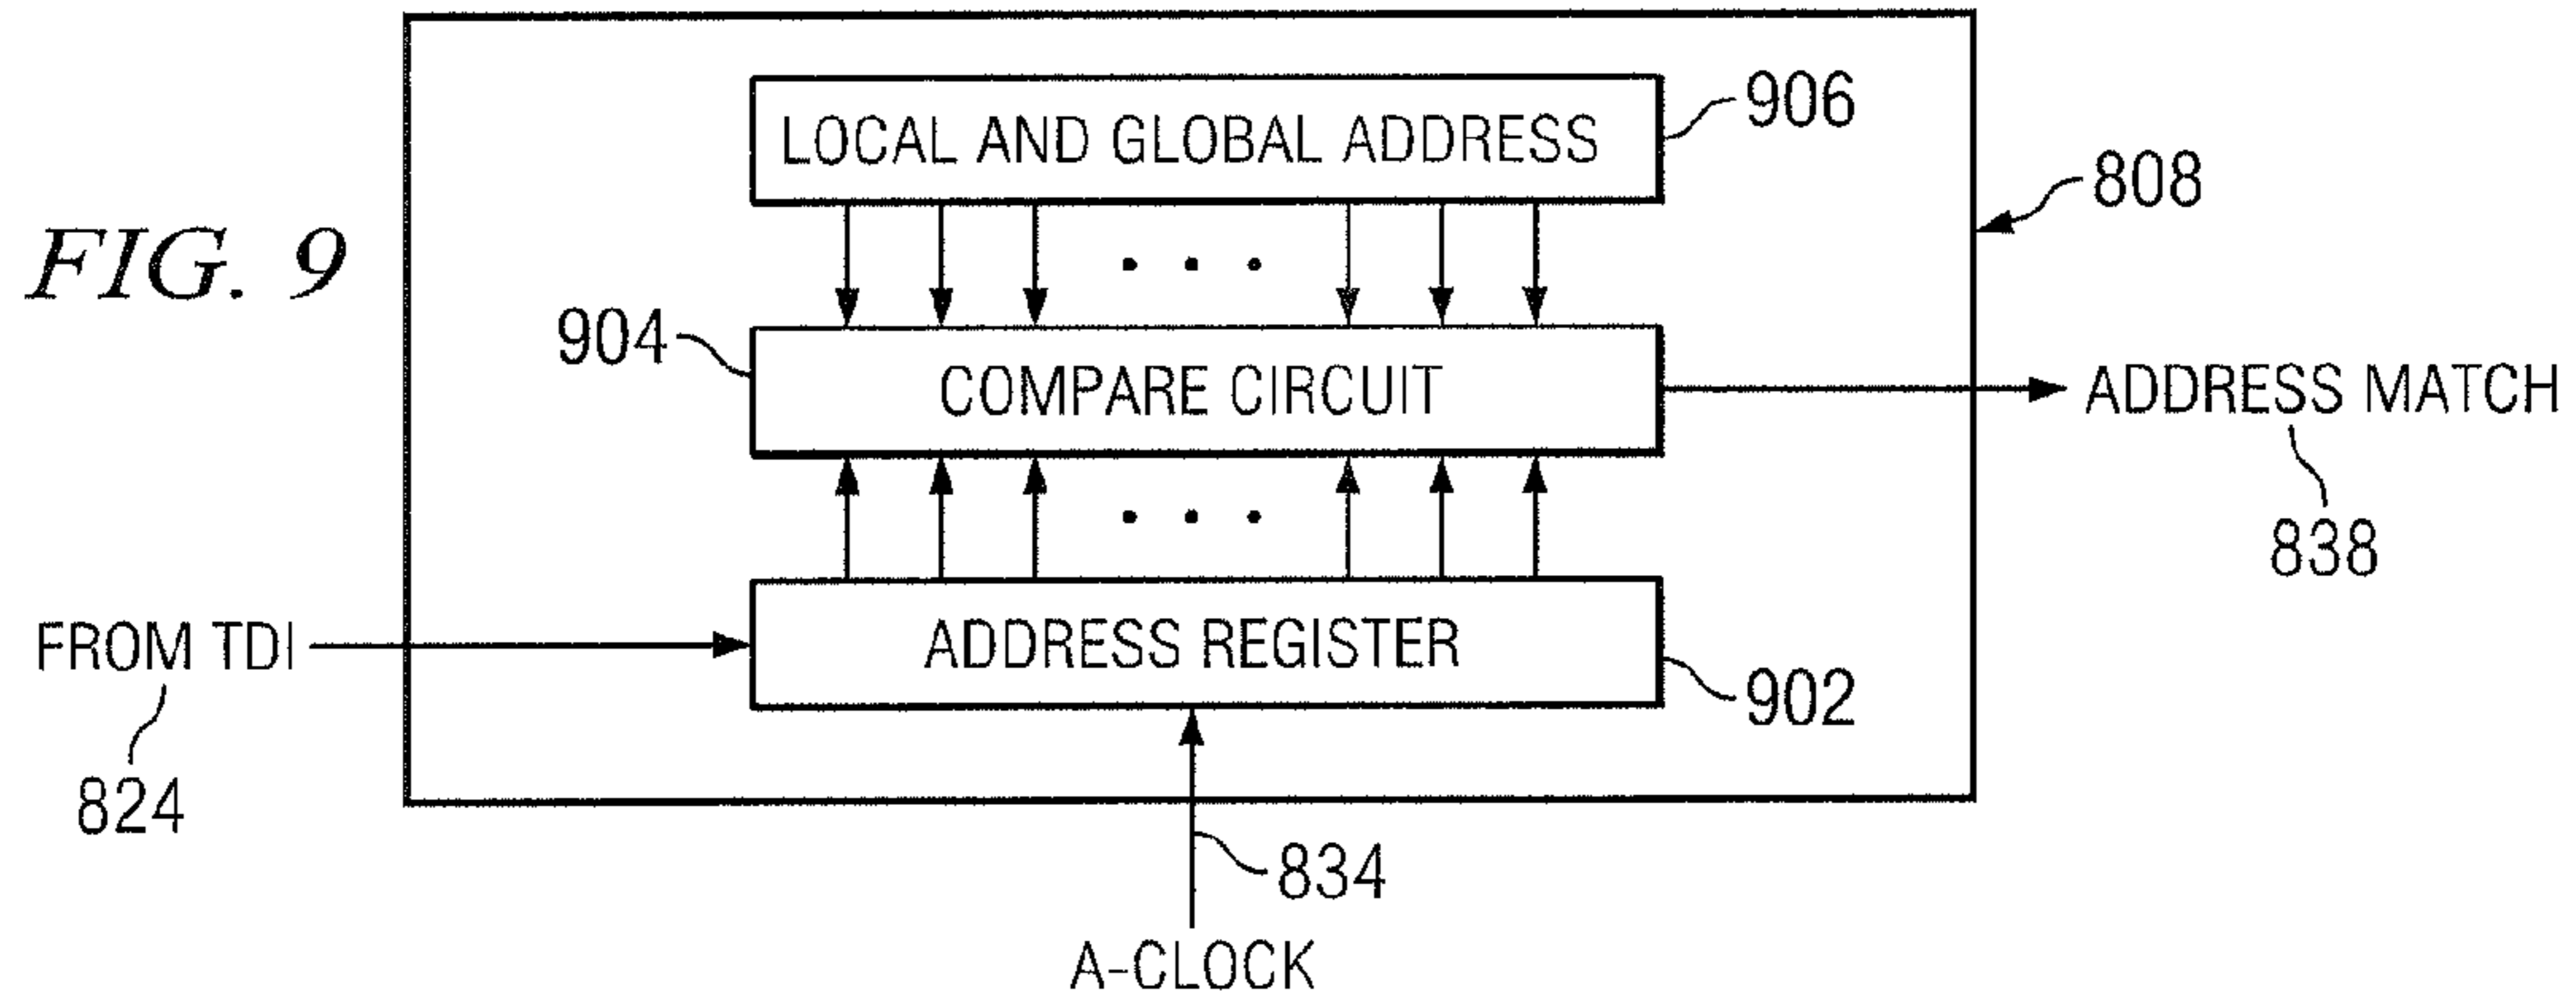 LOCAL AND GLOBAL ADDRESS
906
808
FIG. 9
904
COMPARE CIRCUIT
ADDRESS MATCH
838
FROM TDI
ADDRESS REGISTER
902
824
834
A-CLOCK